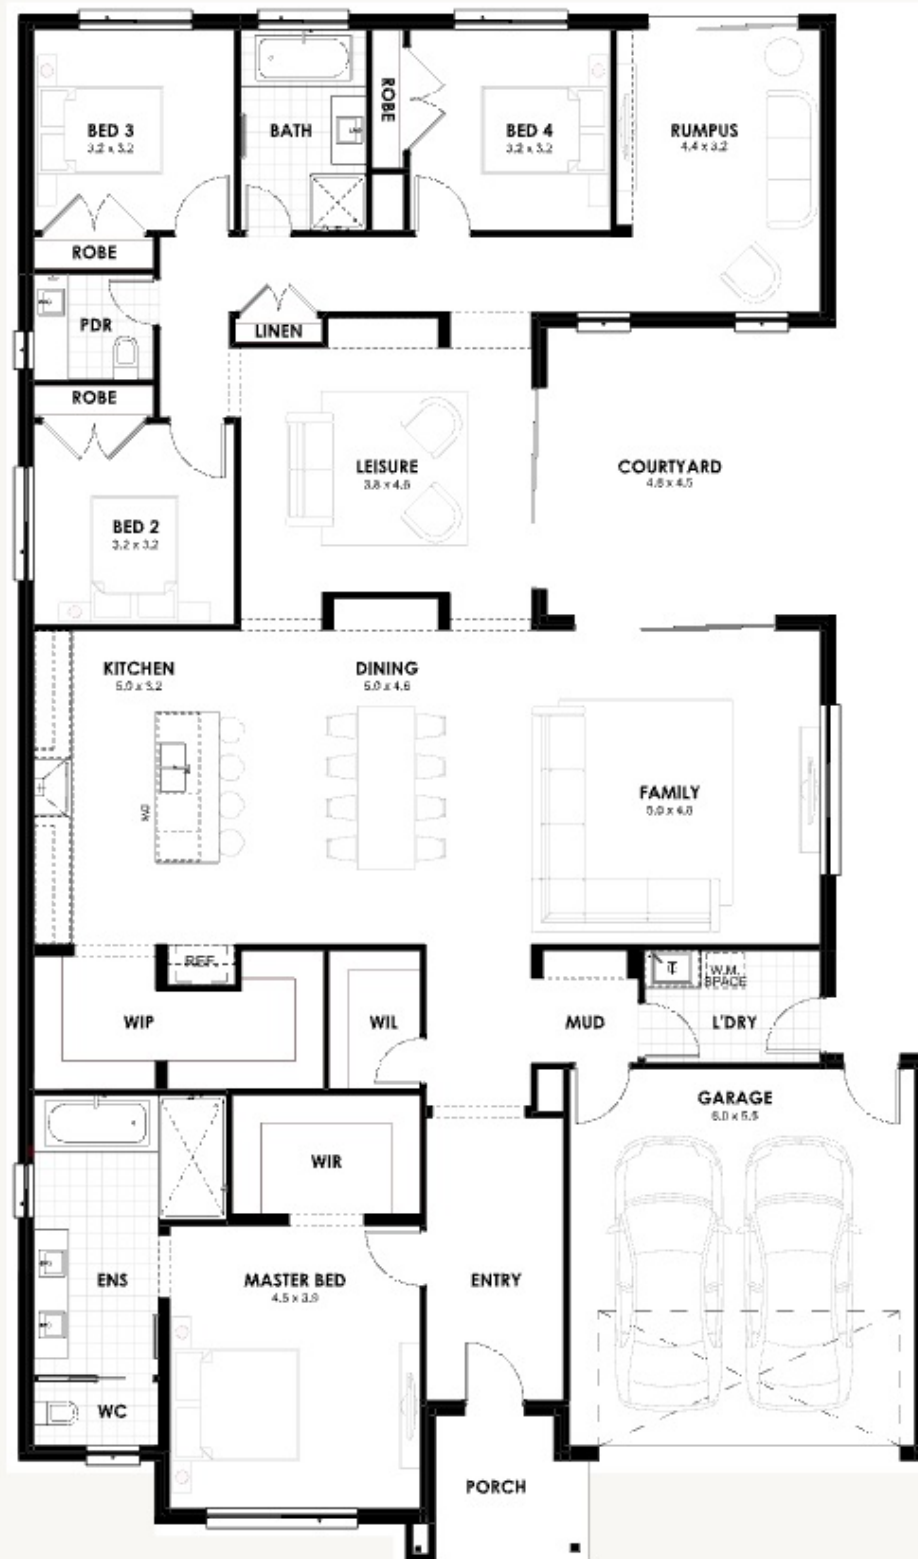 BED 3
3.2 x 3.2
BATH
ROBE
BED 4
3.2 x 3.2
RUMPUS
4.4 x 3.2
ROBE
PDR
LINEN
ROBE
LEISURE
3.8 x 4.6
COURTYARD
4.6 x 4.5
BED 2
3.2 x 3.2
KITCHEN
5.0 x 3.2
DINING
5.0 x 4.6
FAMILY
5.0 x 4.8
REF.
T
W.M.
SPACE
WIP
WIL
MUD
L'DRY
GARAGE
6.0 x 5.5
WIR
ENS
MASTER BED
4.5 x 3.9
ENTRY
WC
PORCH